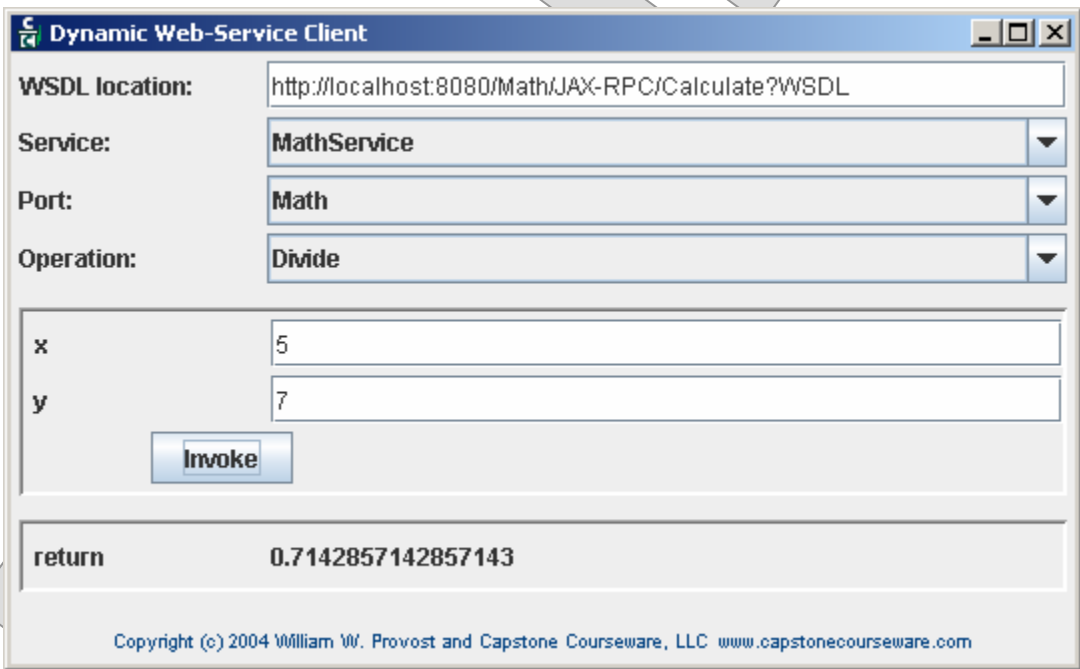 Dynamic Web-Service Client
WSDL location: http://localhost:8080/Math/JAX-RPC/Calculate?WSDL
Service: MathService
Port: Math
Operation: Divide
x 5
y 7
Invoke
return 0.7142857142857143
Copyright (c) 2004 William W. Provost and Capstone Courseware, LLC www.capstonecourseware.com